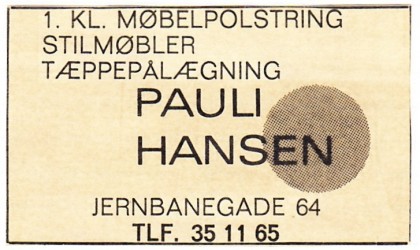 1. KL. MØBELPOLSTRING
STILMØBLER
TÆPPEPÅLÆGNING
PAULI
HANSEN
JERNBANEGADE 64
TLF. 35 11 65